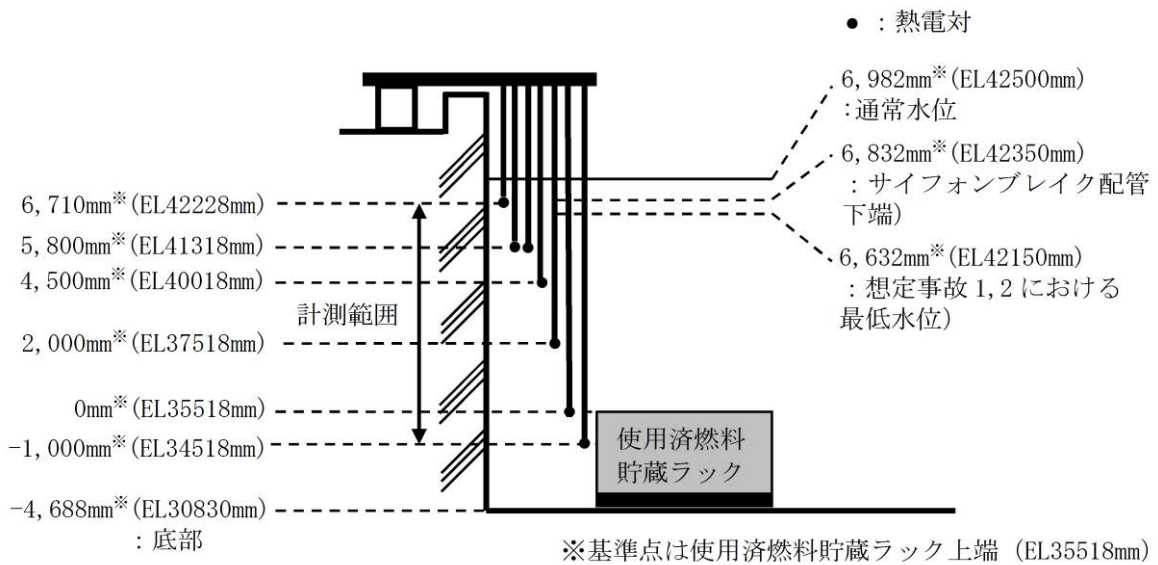 ● : 熱電対
6,982mm※(EL42500mm)
:通常水位
6,832mm※(EL42350mm)
: サイフォンブレイク配管
下端)
6,632mm※(EL42150mm)
: 想定事故 1,2 における
最低水位)
6,710mm※(EL42228mm)
5,800mm※(EL41318mm)
4,500mm※(EL40018mm)
計測範囲
2,000mm※(EL37518mm)
0mm※(EL35518mm)
-1,000mm※(EL34518mm)
使用済燃料
貯蔵ラック
-4,688mm※(EL30830mm)
: 底部
※基準点は使用済燃料貯蔵ラック上端 (EL35518mm)